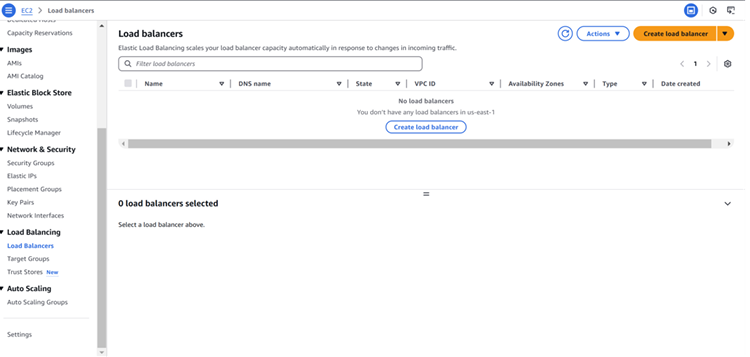 EC2 > Load balancers
Capacity Reservations
Images
AMIs
AMI Catalog
Elastic Block Store
Volumes
Snapshots
Lifecycle Manager
Network & Security
Security Groups
Elastic IPs
Placement Groups
Key Pairs
Network Interfaces
Load Balancing
Load Balancers
Target Groups
Trust Stores New
Auto Scaling
Auto Scaling Groups
Settings
Load balancers
Actions
Create load balancer
Elastic Load Balancing scales your load balancer capacity automatically in response to changes in incoming traffic.
Filter load balancers
1
Name DNS name State VPC ID Availability Zones Type Date created
No load balancers
You don't have any load balancers in us-east-1
Create load balancer
0 load balancers selected
Select a load balancer above.